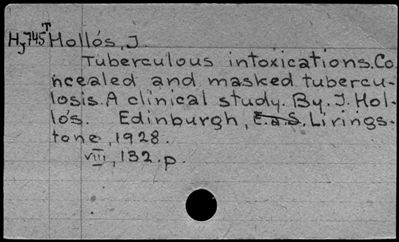 Hy745T Hollós, J.
Tuberculous intoxications. Co
ncealed and masked tubercu-
losis. A clinical study. By. J. Hol-
lós. Edinburgh, E. a. S. Livings-
tone, 1928.
VIII, 132. p.